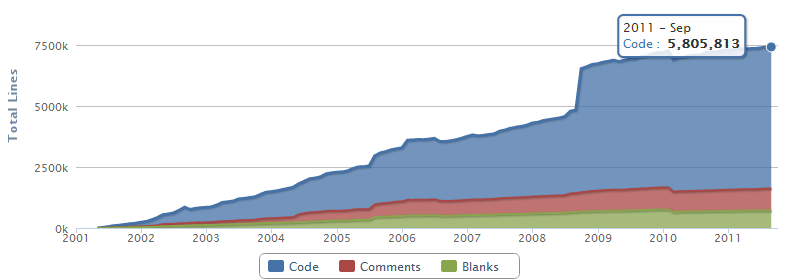 2011 - Sep
Code : 5,805,813
7500k
5000k
2500k
0k
Total Lines
2001 2002 2003 2004 2005 2006 2007 2008 2009 2010 2011
Code Comments Blanks